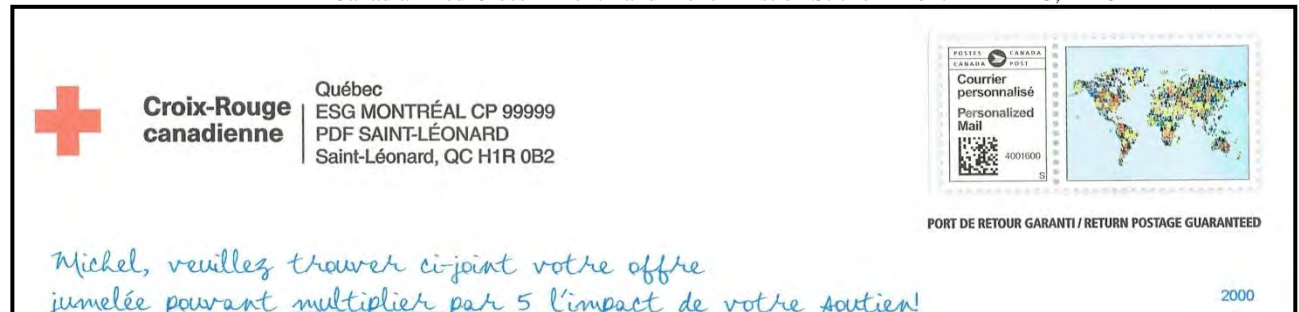 Croix-Rouge
canadienne
Québec
ESG MONTRÉAL CP 99999
PDF SAINT-LÉONARD
Saint-Léonard, QC H1R 0B2
POSTES CANADA
CANADA POST
Courrier
personnalisé
Personalized
Mail
4001600
S
PORT DE RETOUR GARANTI / RETURN POSTAGE GUARANTEED
Michel, veuillez trouver ci-joint votre offre
jumelée pouvant multiplier par 5 l'impact de votre soutien!
2000